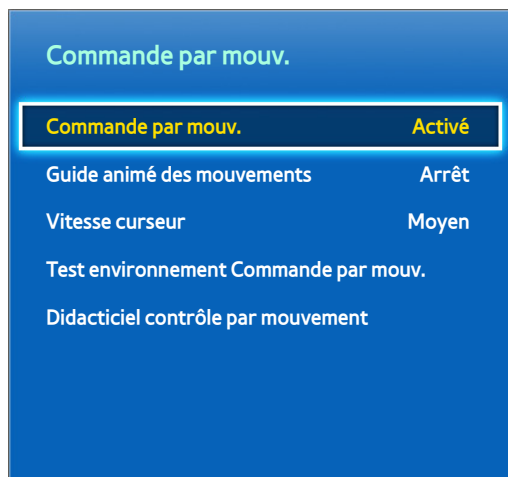 Commande par mouv.
Commande par mouv. Activé
Guide animé des mouvements Arrêt
Vitesse curseur Moyen
Test environnement Commande par mouv.
Didacticiel contrôle par mouvement